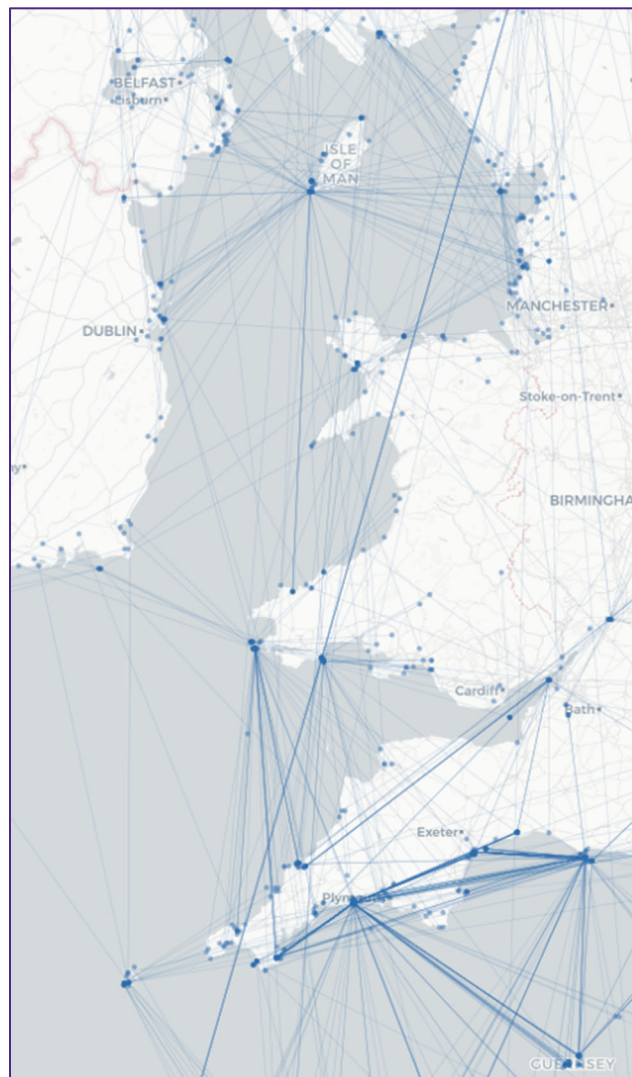 BELFAST
Lisburn
ISLE
OF
MAN
MANCHESTER
DUBLIN
Stoke-on-Trent
BIRMINGHA
Cardiff
Bath
Exeter
Plymouth
GUERNSEY